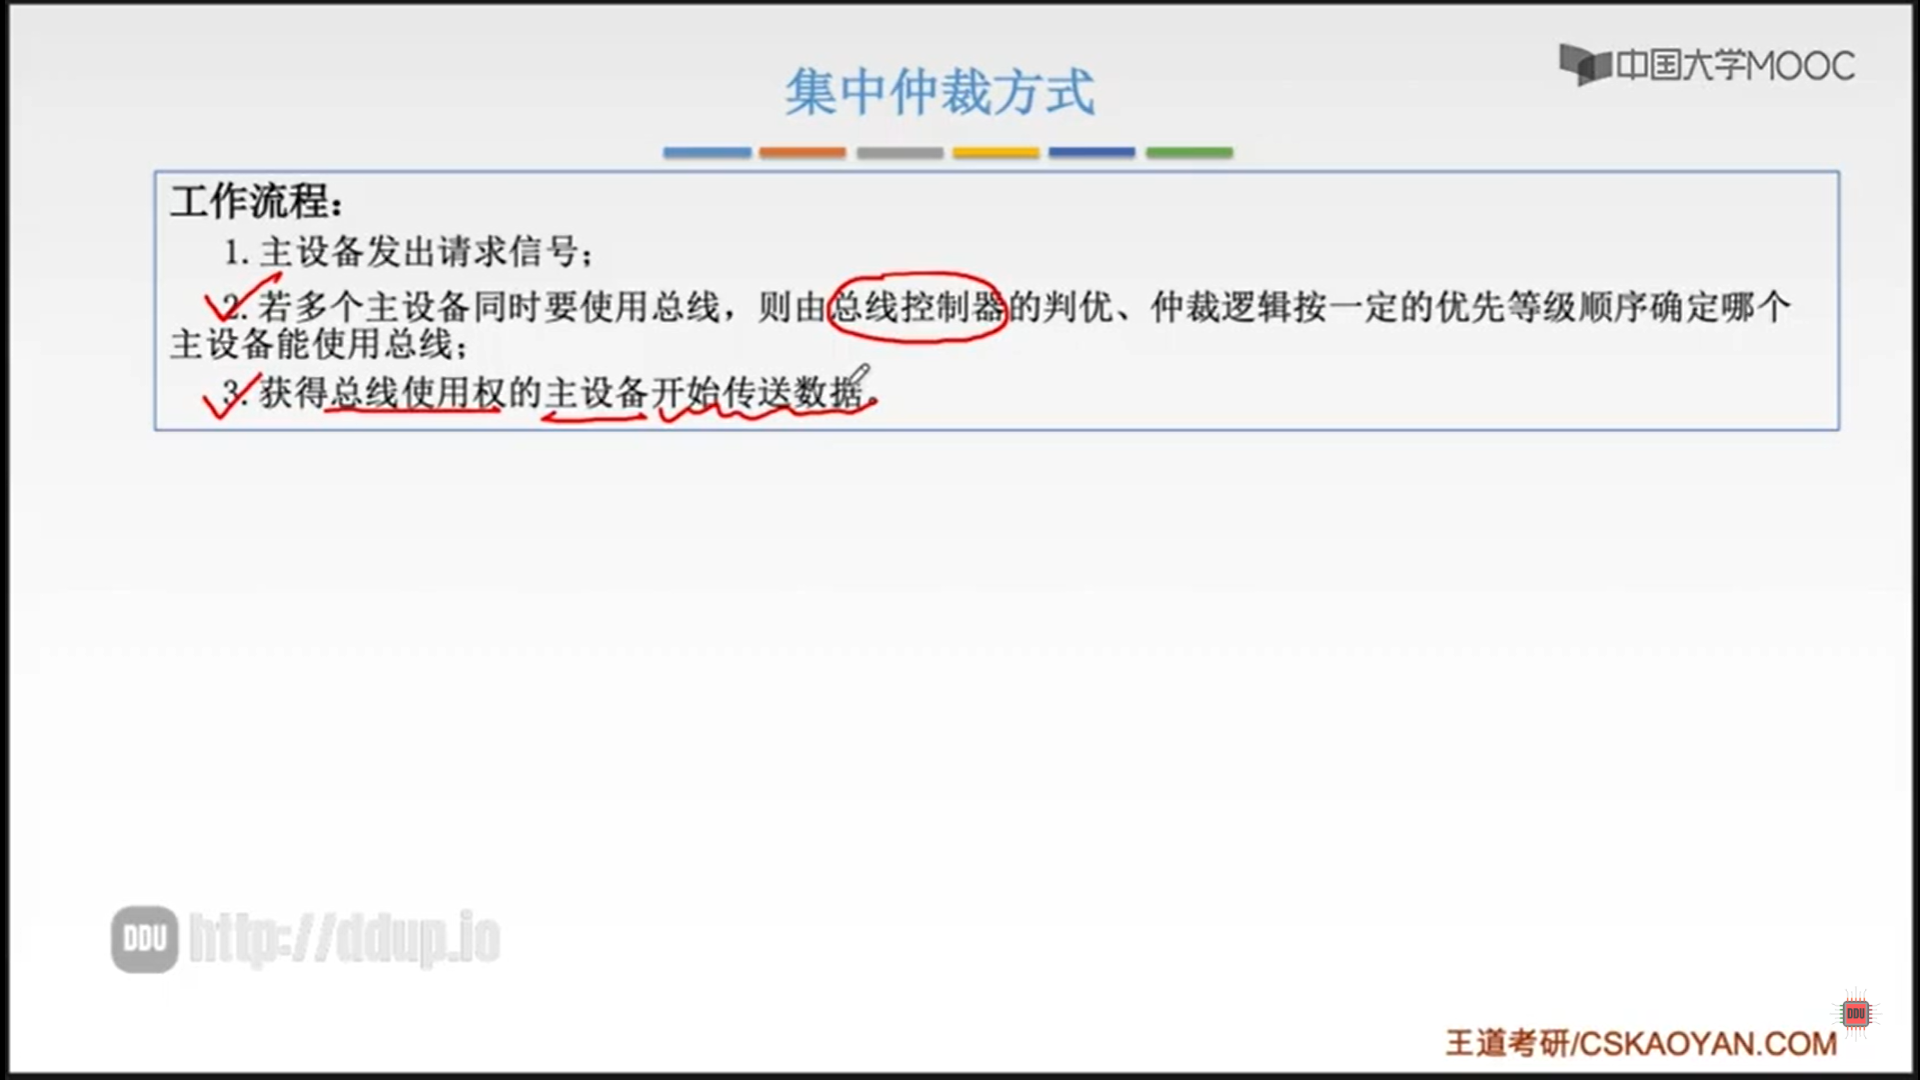 中国大学MOOC
集中仲裁方式
工作流程：
1. 主设备发出请求信号；
2. 若多个主设备同时要使用总线，则由总线控制器的判优、仲裁逻辑按一定的优先等级顺序确定哪个
主设备能使用总线；
3. 获得总线使用权的主设备开始传送数据。
DDU http://ddup.io
DDU
王道考研/CSKAOYAN.COM